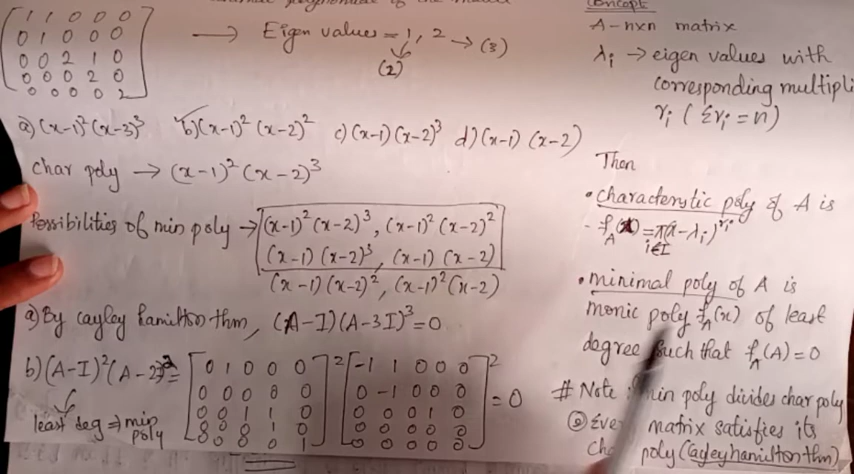 1 1 0 0 0
0 1 0 0 0
0 0 2 1 0
0 0 0 2 0
0 0 0 0 2
→ Eigen values = 1, 2 → (3)
(2)
a) (x-1)²(x-3)³ b) (x-1)²(x-2)² c) (x-1)(x-2)³ d) (x-1)(x-2)
char poly → (x-1)²(x-2)³
Possibilities of min poly → (x-1)²(x-2)³, (x-1)²(x-2)²
(x-1)(x-2)³, (x-1)(x-2)
(x-1)(x-2)², (x-1)²(x-2)
a) By cayley hamilton thm, (A-I)(A-3I)³=0
b) (A-I)²(A-2)²=
0 1 0 0 0
0 0 0 0 0
0 0 1 1 0
0 0 0 1 0
0 0 0 0 1
2
-1 1 0 0 0
0 -1 0 0 0
0 0 0 1 0
0 0 0 0 0
0 0 0 0 0
2
=0
least deg ⇒ min
poly
Concept
A - n×n matrix
λi → eigen values with
corresponding multipli
ri (Σri = n)
Then
• characteristic poly of A is
- fA(x) = π(x-λi)^ri
i∈I
• minimal poly of A is
monic poly fA(x) of least
degree such that fA(A)=0
# Note: min poly divides char poly
matrix satisfies its
poly (Cayley hamilton thm)